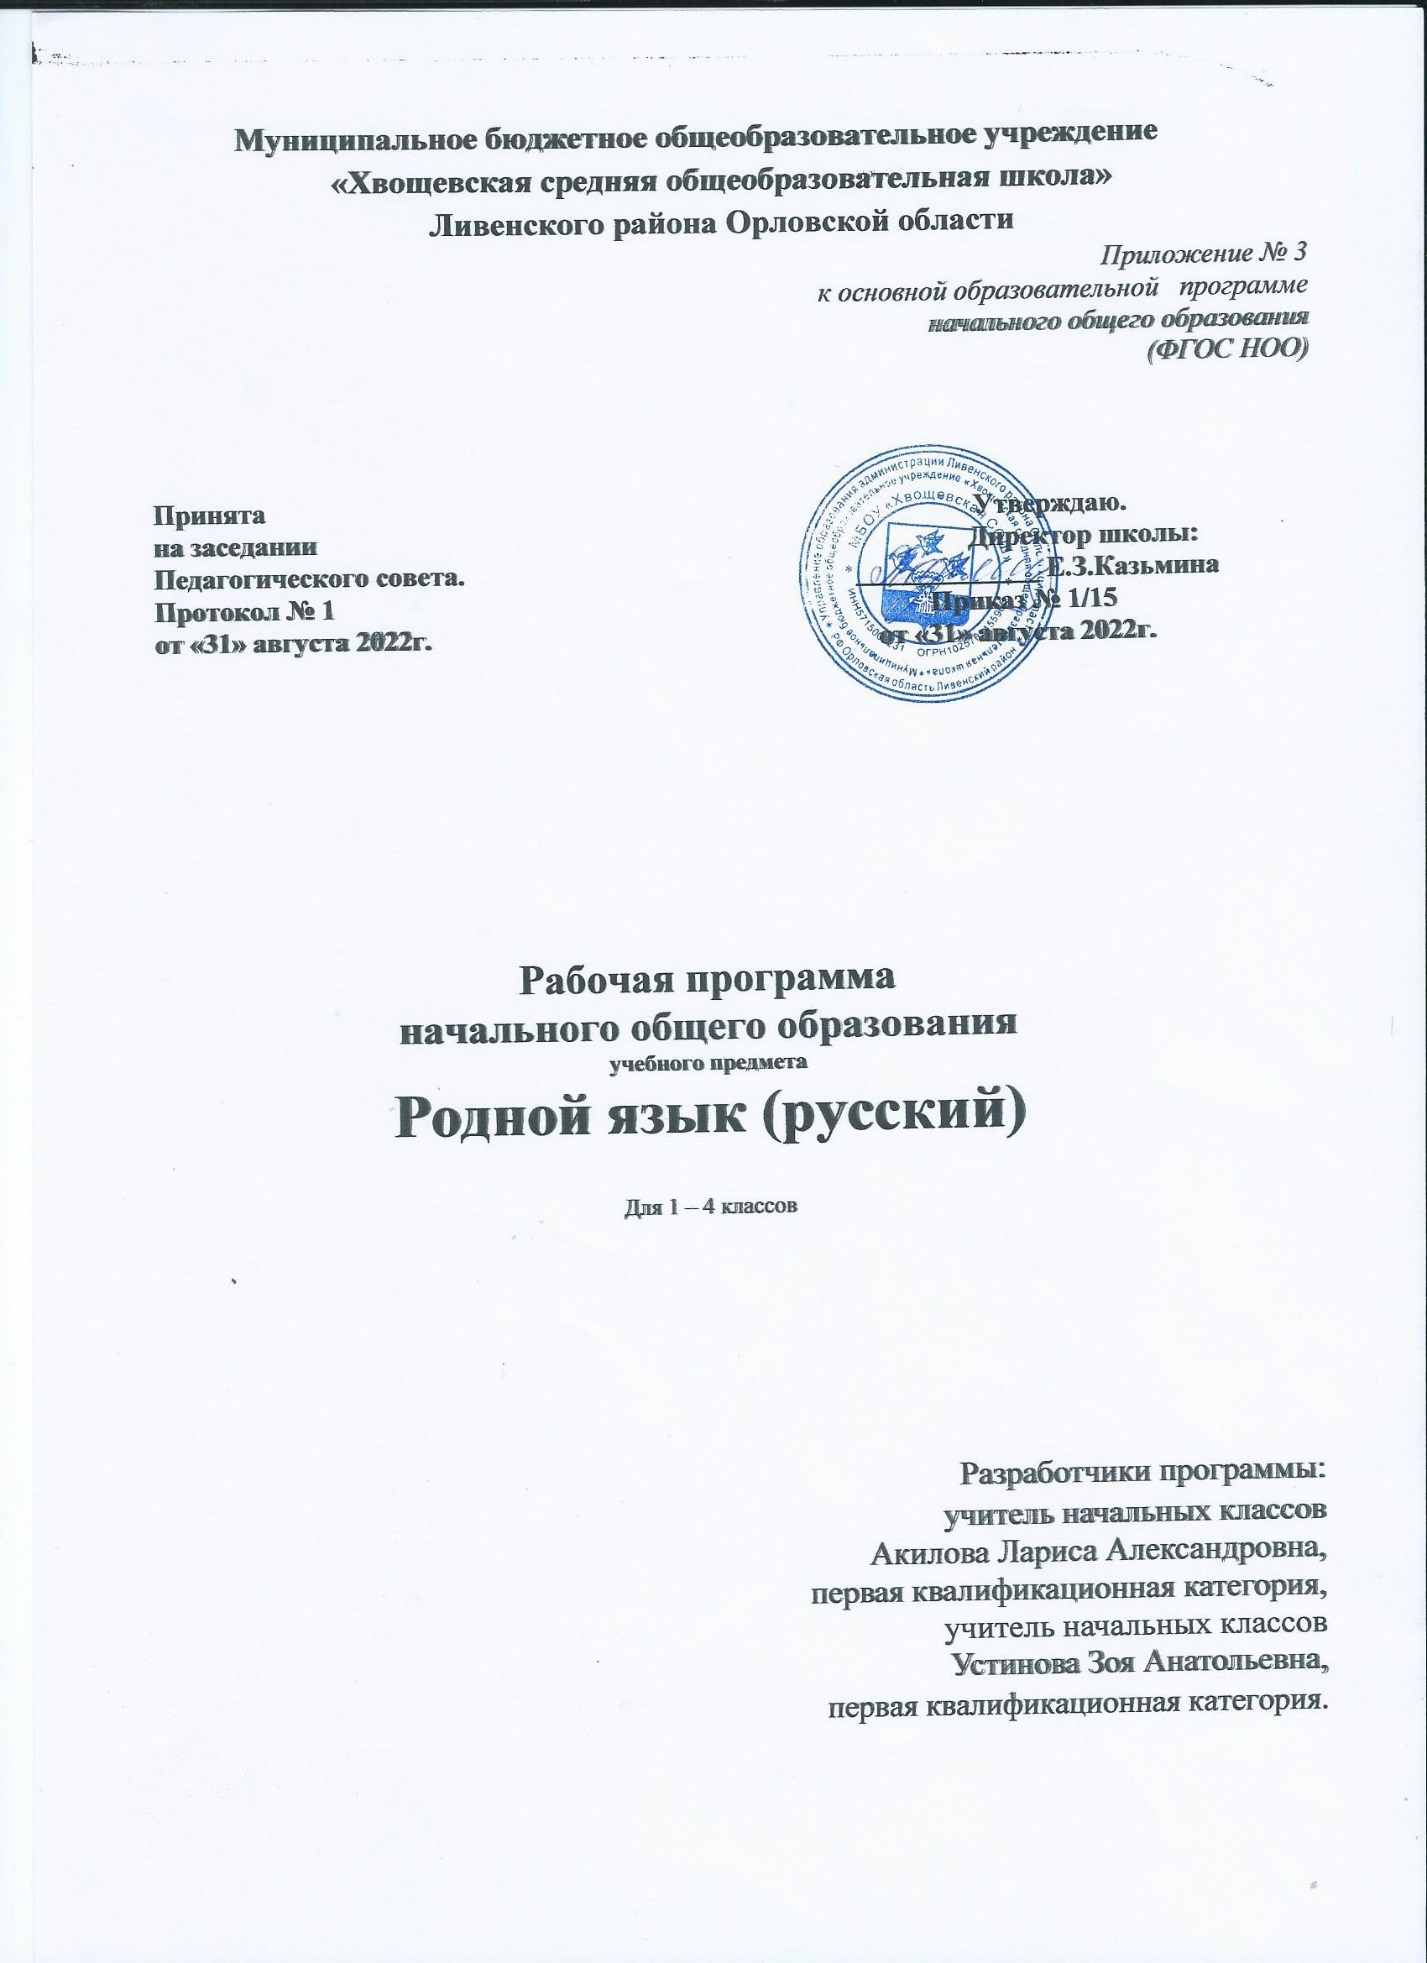 Муниципальное бюджетное общеобразовательное учреждение
«Хвощевская средняя общеобразовательная школа»
Ливенского района Орловской области
Приложение № 3
к основной образовательной программе
начального общего образования
(ФГОС НОО)
Принята
на заседании
Педагогического совета.
Протокол № 1
от «31» августа 2022г.
Утверждаю.
Директор школы:
Е.З.Казьмина
Приказ № 1/15
от «31» августа 2022г.
МБОУ «Хвощевская
Рабочая программа
начального общего образования
учебного предмета
Родной язык (русский)
Для 1 – 4 классов
Разработчики программы:
учитель начальных классов
Акилова Лариса Александровна,
первая квалификационная категория,
учитель начальных классов
Устинова Зоя Анатольевна,
первая квалификационная категория.